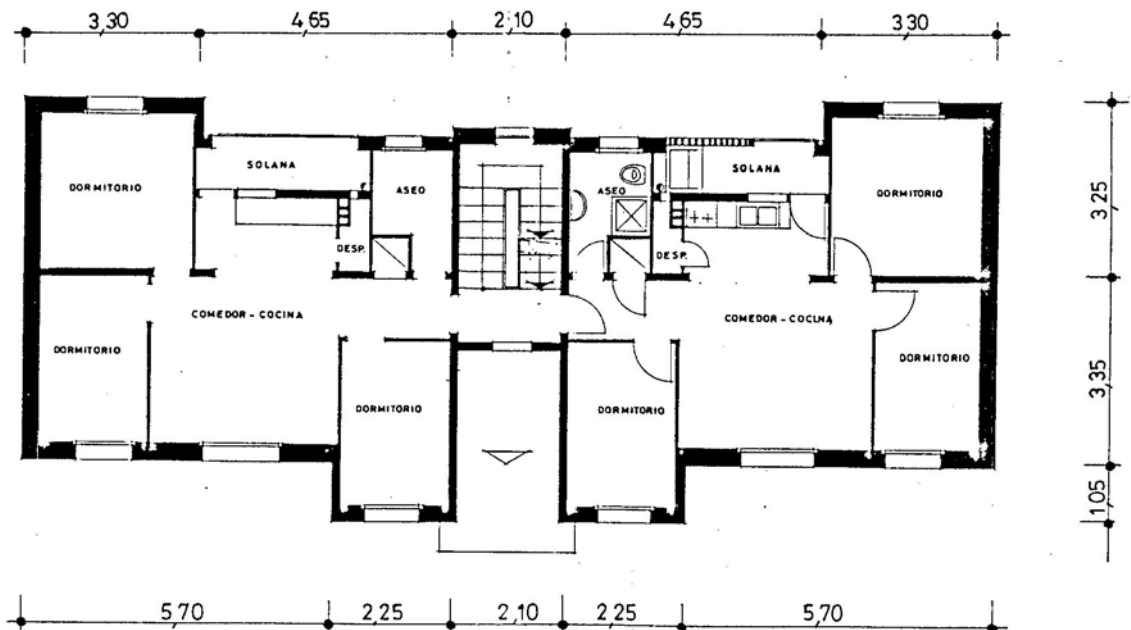 3,30 4,65 2,10 4,65 3,30
SOLANA
SOLANA
DORMITORIO
ASEO
ASEO
DORMITORIO
3,25
DESP.
DESP.
COMEDOR - COCINA
COMEDOR - COCINA
DORMITORIO
DORMITORIO
3,35
DORMITORIO
DORMITORIO
1,05
5,70 2,25 2,10 2,25 5,70